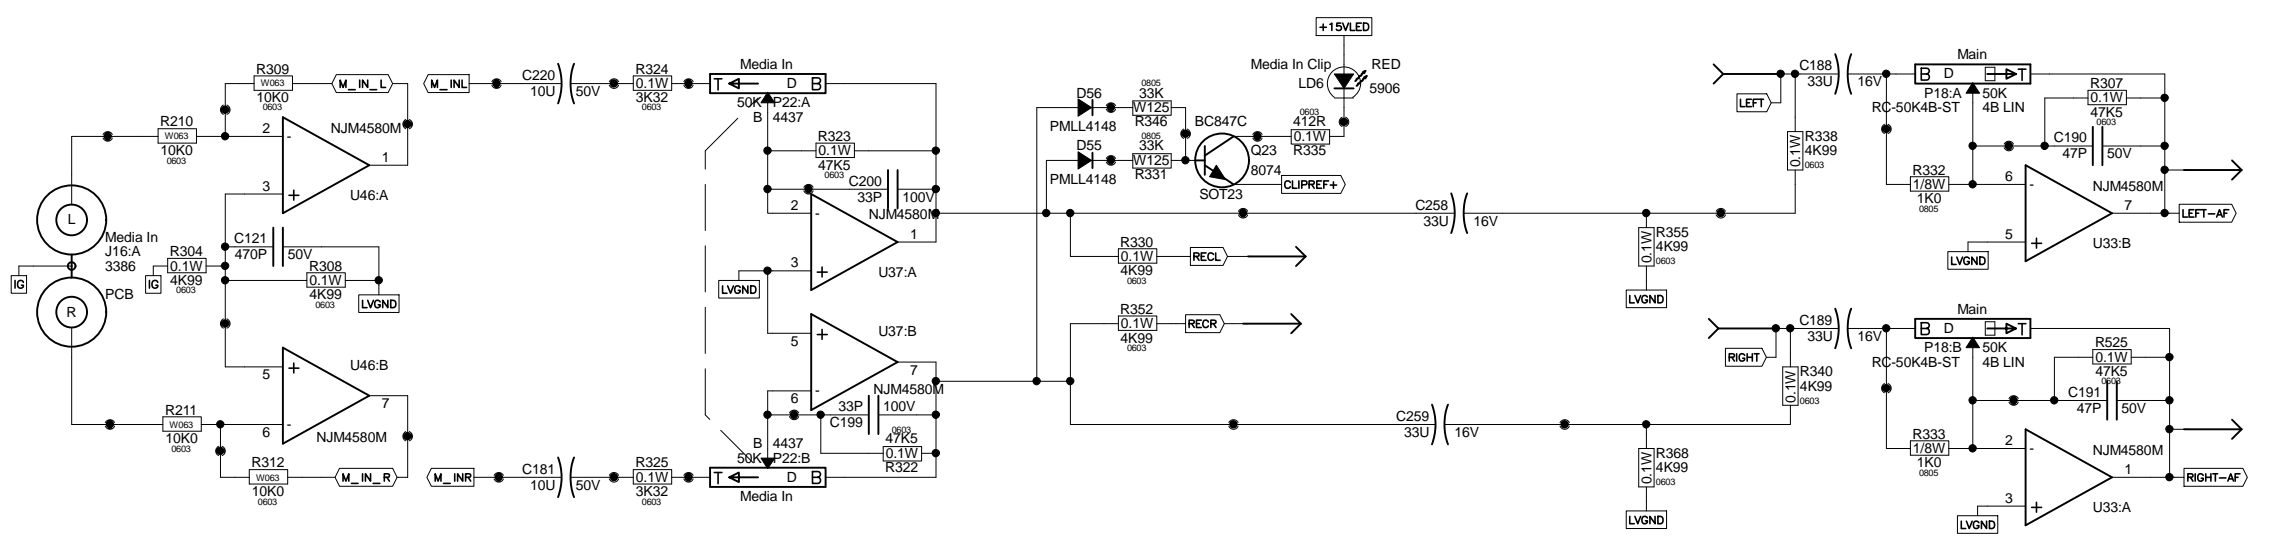 +15VLED
Media In Clip
RED
LD6
5906
R309
W063
10K0
0603
M_IN_L
M_INL
C220
10U
50V
R324
0.1W
3K32
0603
Media In
T
D
B
50K
P22:A
B
4437
R210
W063
10K0
0603
2
-
NJM4580M
1
3
+
U46:A
L
Media In
J16:A
3386
IG
R
PCB
IG
R304
0.1W
4K99
0603
C121
470P
50V
R308
0.1W
4K99
0603
LVGND
R323
0.1W
47K5
0603
C200
33P
100V
NJM4580M
2
-
1
3
+
U37:A
LVGND
U37:B
+
5
7
-
6
NJM4580M
33P
100V
C199
0603
47K5
0.1W
R322
B
4437
50K
P22:B
T
D
B
Media In
U46:B
+
5
7
-
6
NJM4580M
R211
W063
10K0
0603
R312
W063
10K0
0603
M_IN_R
M_INR
C181
10U
50V
R325
0.1W
3K32
0603
D56
PMLL4148
0805
33K
W125
R346
D55
PMLL4148
0805
33K
W125
R331
BC847C
Q23
8074
SOT23
412R
0.1W
R335
CLIPREF+
R330
0.1W
4K99
0603
RECL
R352
0.1W
4K99
0603
RECR
C258
33U
16V
C259
33U
16V
R355
0.1W
4K99
0603
LVGND
R368
0.1W
4K99
0603
LVGND
LEFT
C188
33U
16V
R338
0.1W
4K99
0603
Main
B
D
T
P18:A
50K
RC-50K4B-ST
4B LIN
R307
0.1W
47K5
0603
C190
47P
50V
R332
1/8W
1K0
0805
6
-
NJM4580M
7
5
+
U33:B
LVGND
LEFT-AF
RIGHT
C189
33U
16V
R340
0.1W
4K99
0603
Main
B
D
T
P18:B
50K
RC-50K4B-ST
4B LIN
R525
0.1W
47K5
0603
C191
47P
50V
R333
1/8W
1K0
0805
2
-
NJM4580M
1
3
+
U33:A
LVGND
RIGHT-AF